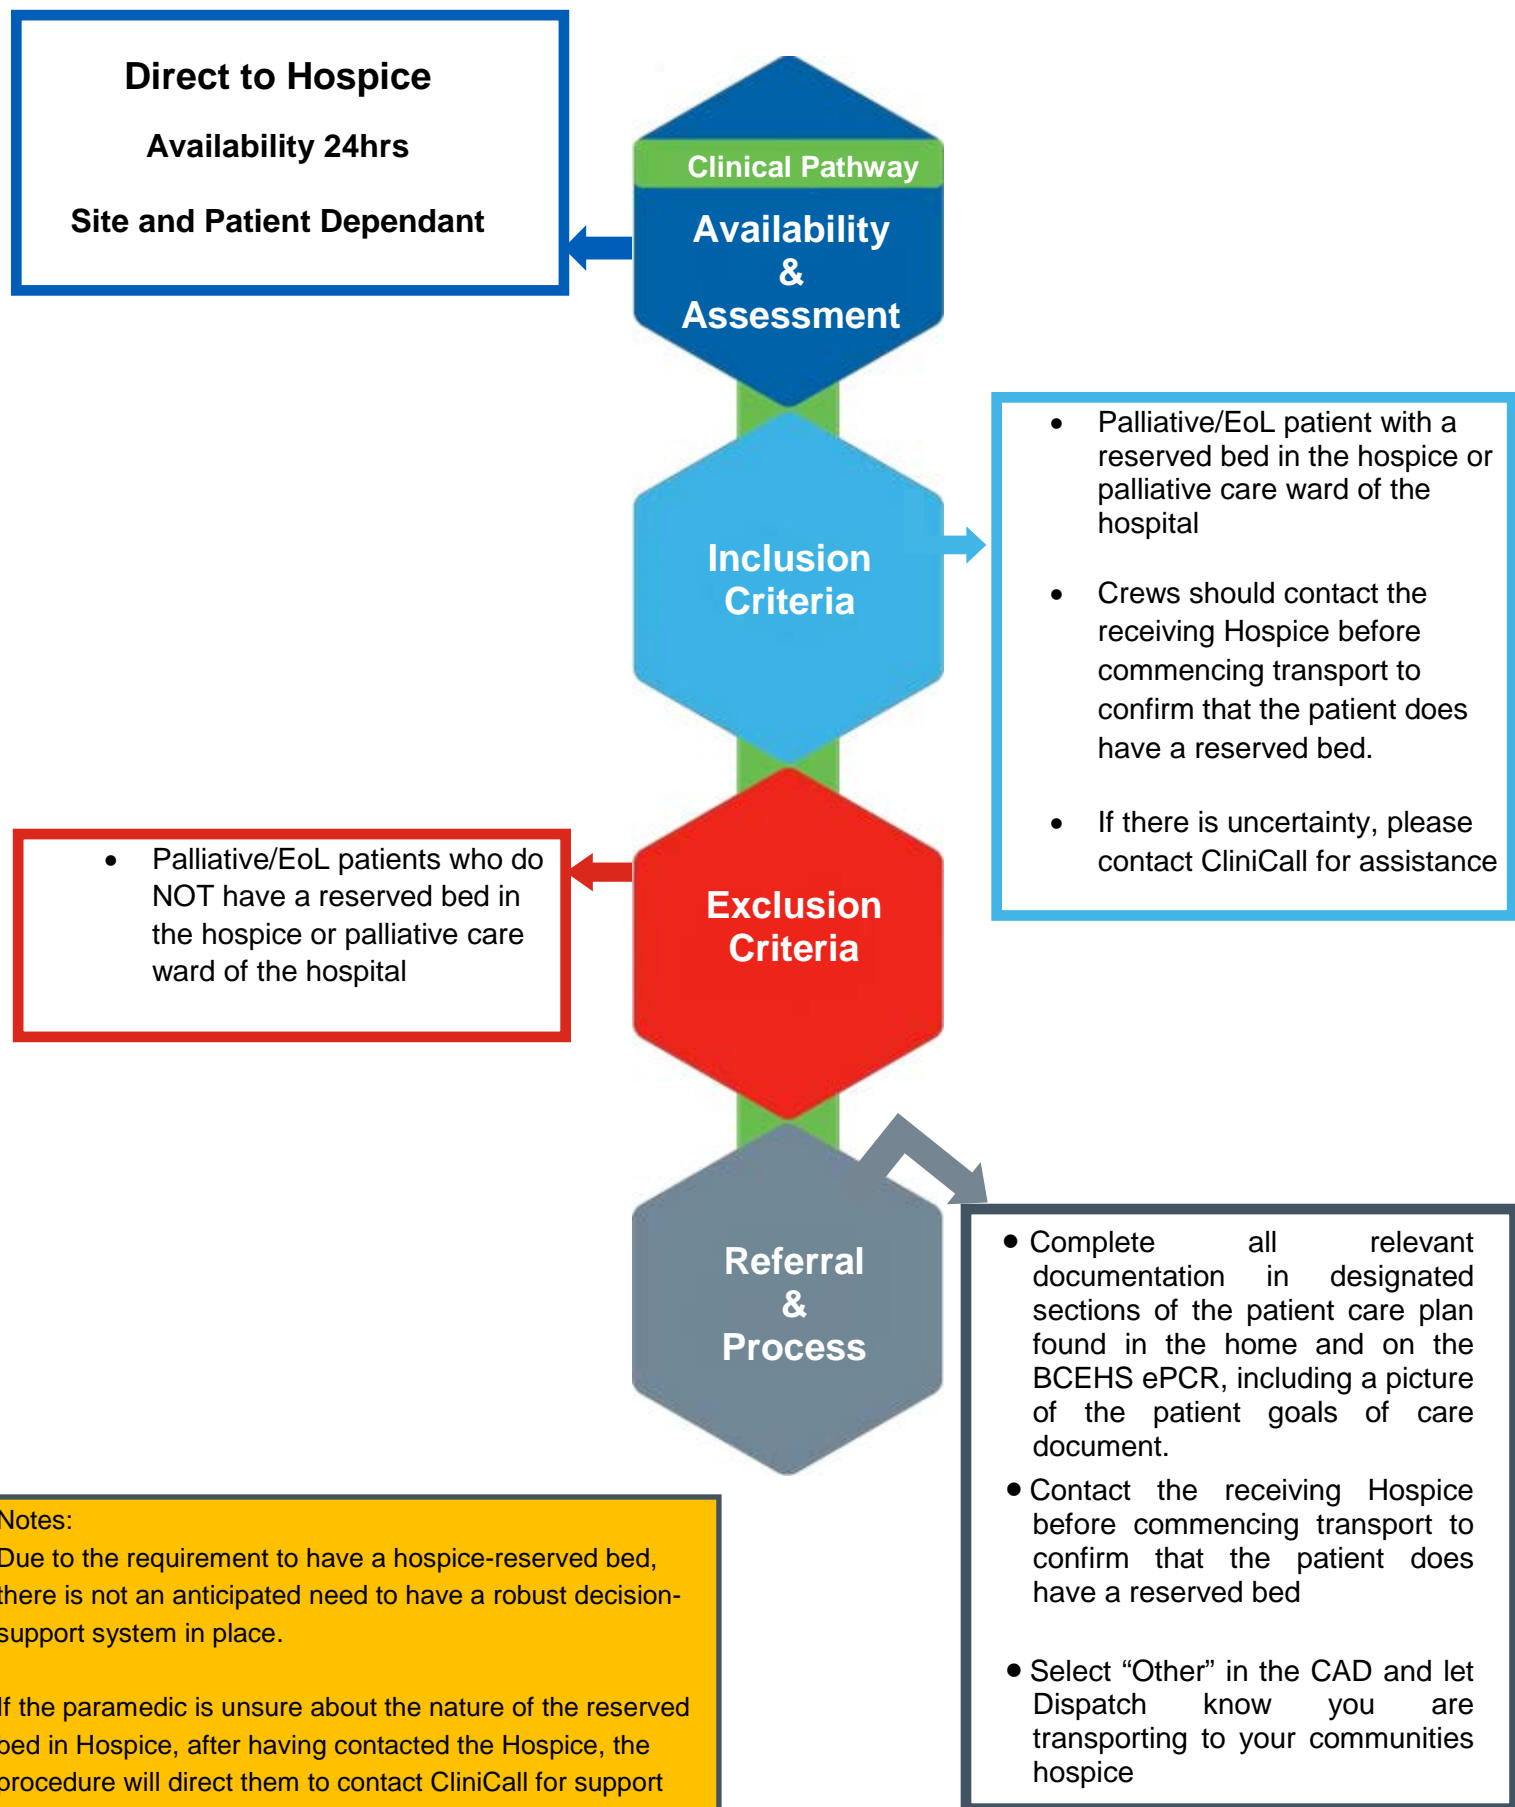 Direct to Hospice
Availability 24hrs
Site and Patient Dependant
Clinical Pathway
Availability
&
Assessment
Inclusion
Criteria
• Palliative/EoL patient with a
reserved bed in the hospice or
palliative care ward of the
hospital
• Crews should contact the
receiving Hospice before
commencing transport to
confirm that the patient does
have a reserved bed.
• If there is uncertainty, please
contact CliniCall for assistance
• Palliative/EoL patients who do
NOT have a reserved bed in
the hospice or palliative care
ward of the hospital
Exclusion
Criteria
Referral
&
Process
• Complete all relevant
documentation in designated
sections of the patient care plan
found in the home and on the
BCEHS ePCR, including a picture
of the patient goals of care
document.
• Contact the receiving Hospice
before commencing transport to
confirm that the patient does
have a reserved bed
• Select “Other” in the CAD and let
Dispatch know you are
transporting to your communities
hospice
Notes:
Due to the requirement to have a hospice-reserved bed,
there is not an anticipated need to have a robust decision-
support system in place.
If the paramedic is unsure about the nature of the reserved
bed in Hospice, after having contacted the Hospice, the
procedure will direct them to contact CliniCall for support